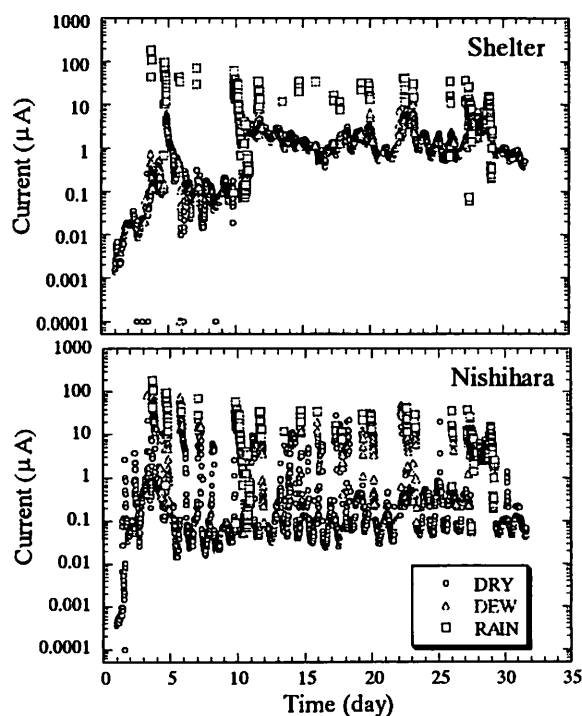 Shelter
Current (μA)
1000
100
10
1
0.1
0.01
0.001
0.0001
Nishihara
Current (μA)
1000
100
10
1
0.1
0.01
0.001
0.0001
DRY
DEW
RAIN
0 5 10 15 20 25 30 35
Time (day)